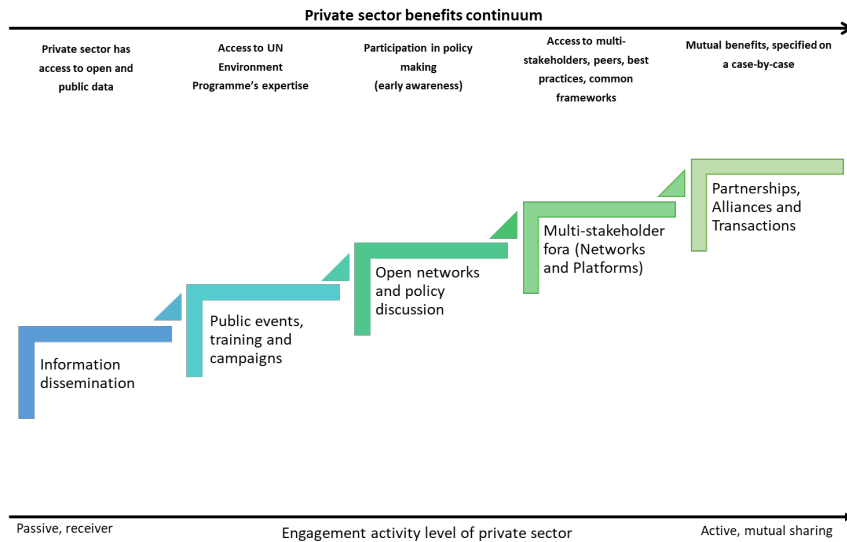 Private sector benefits continuum
Private sector has
access to open and
public data
Access to UN
Environment
Programme's expertise
Participation in policy
making
(early awareness)
Access to multi-
stakeholders, peers, best
practices, common
frameworks
Mutual benefits, specified on
a case-by-case
Information
dissemination
Public events,
training and
campaigns
Open networks
and policy
discussion
Multi-stakeholder
fora (Networks
and Platforms)
Partnerships,
Alliances and
Transactions
Passive, receiver
Engagement activity level of private sector
Active, mutual sharing